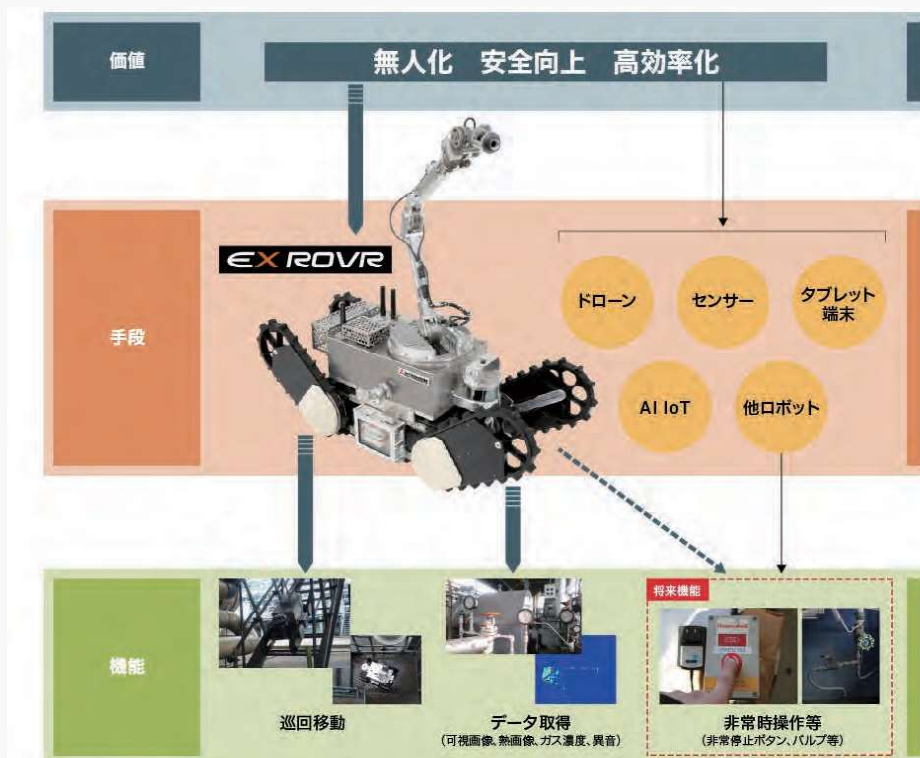 価値
無人化 安全向上 高効率化
手段
EX ROVR
ドローン
センサー
タブレット
端末
AI IoT
他ロボット
機能
将来機能
巡回移動
データ取得
(可視画像、熱画像、ガス濃度、異音)
非常時操作等
(非常停止ボタン、バルブ等)